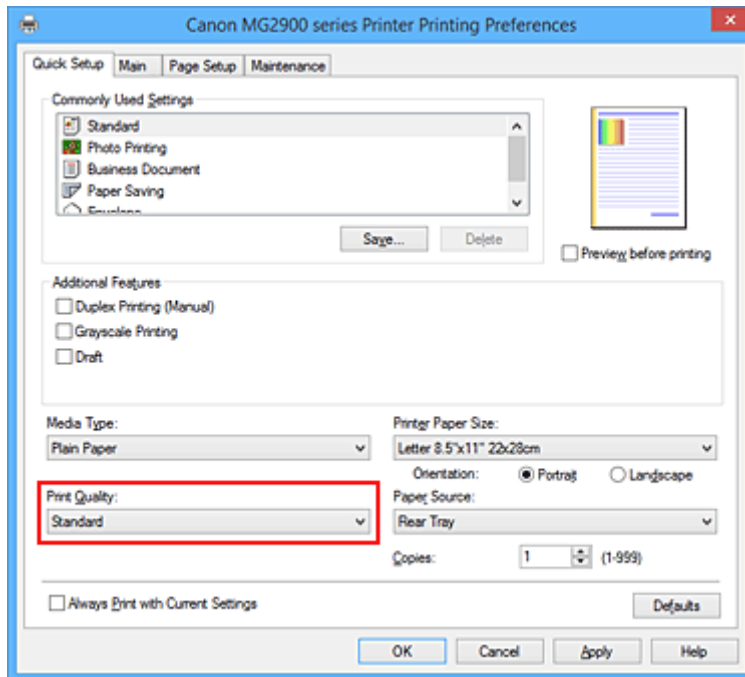 Canon MG2900 series Printer Printing Preferences
Quick Setup Main Page Setup Maintenance
Commonly Used Settings
Standard
Photo Printing
Business Document
Paper Saving
Envelope
Save... Delete
Preview before printing
Additional Features
Duplex Printing (Manual)
Grayscale Printing
Draft
Media Type:
Plain Paper
Printer Paper Size:
Letter 8.5"x11" 22x28cm
Orientation: Portrait Landscape
Print Quality:
Standard
Paper Source:
Rear Tray
Copies: 1 (1-999)
Always Print with Current Settings
Defaults
OK Cancel Apply Help